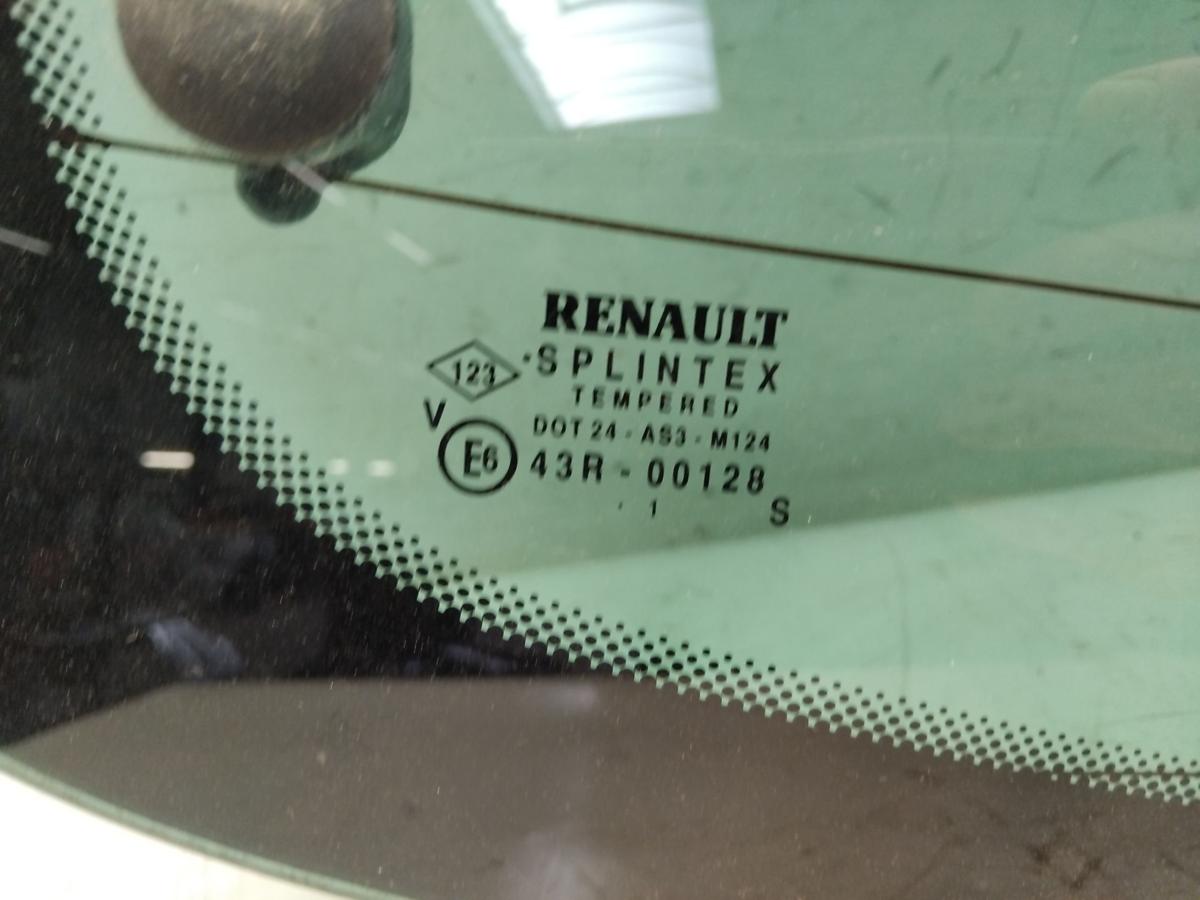 RENAULT
123 ·SPLINTEX
TEMPERED
V
DOT 24 - AS3 - M124
E6 43R - 00128
· 1 S